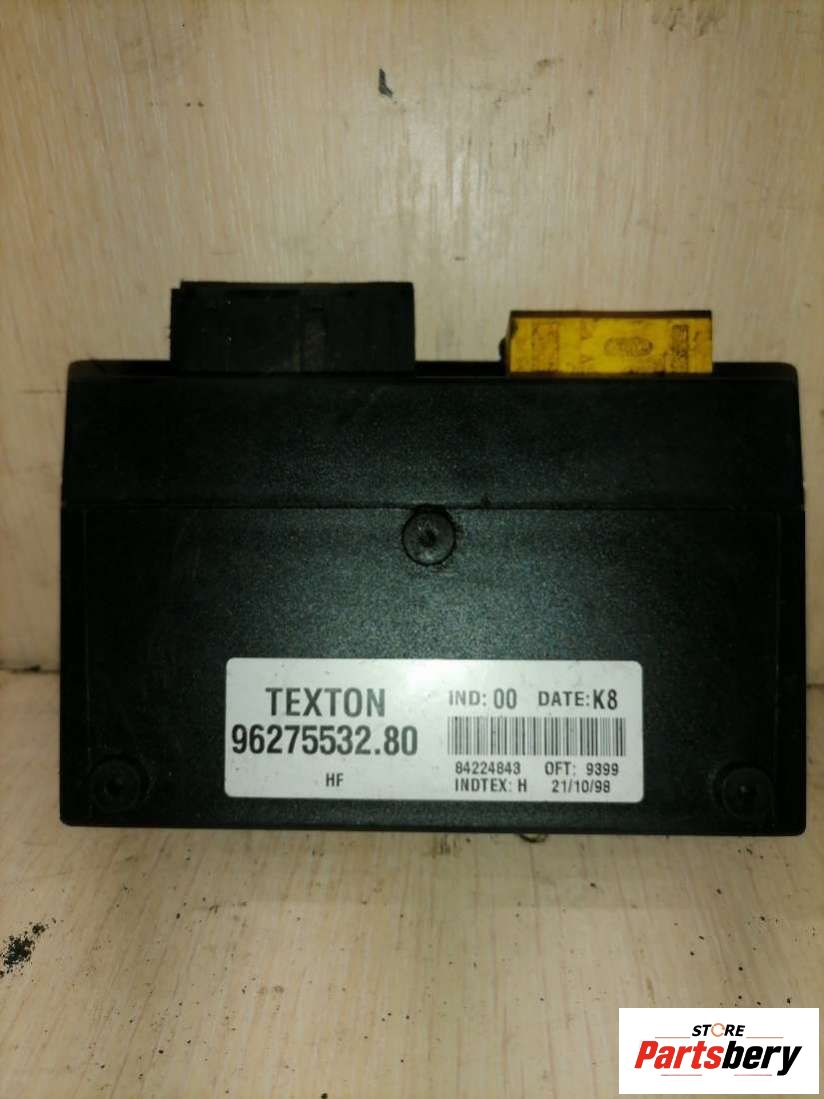 TEXTON
96275532.80
HF
IND: 00 DATE: K8
84224843 OFT: 9399
INDTEX: H 21/10/98
STORE
Partsbery